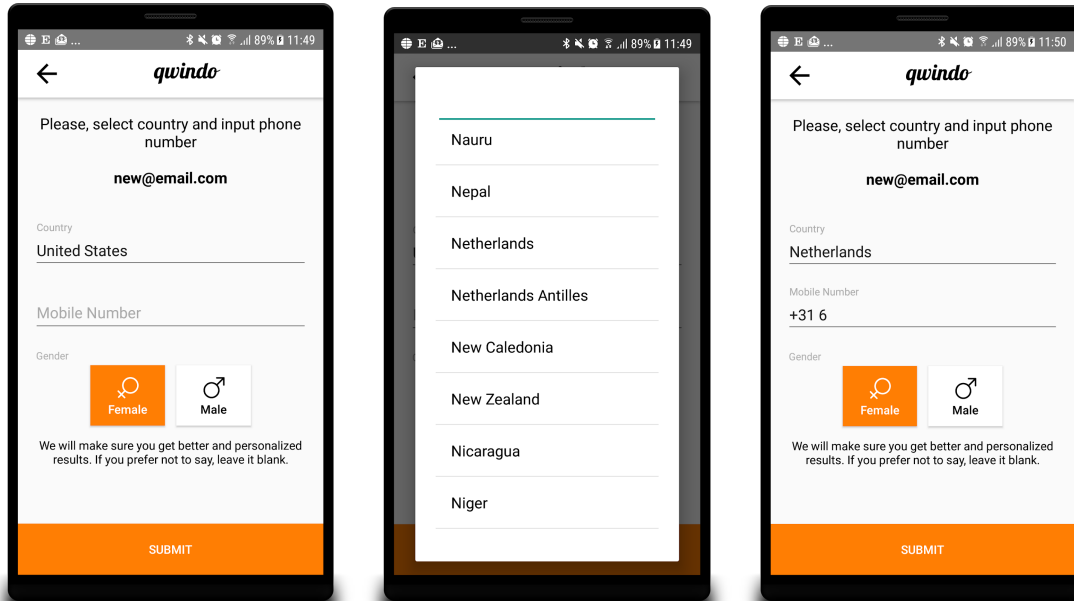 E ... 89% 11:49
qwindo
Please, select country and input phone
number
new@email.com
Country
United States
Mobile Number
Gender
Female Male
We will make sure you get better and personalized
results. If you prefer not to say, leave it blank.
SUBMIT
E ... 89% 11:49
Nauru
Nepal
Netherlands
Netherlands Antilles
New Caledonia
New Zealand
Nicaragua
Niger
E ... 89% 11:50
qwindo
Please, select country and input phone
number
new@email.com
Country
Netherlands
Mobile Number
+31 6
Gender
Female Male
We will make sure you get better and personalized
results. If you prefer not to say, leave it blank.
SUBMIT